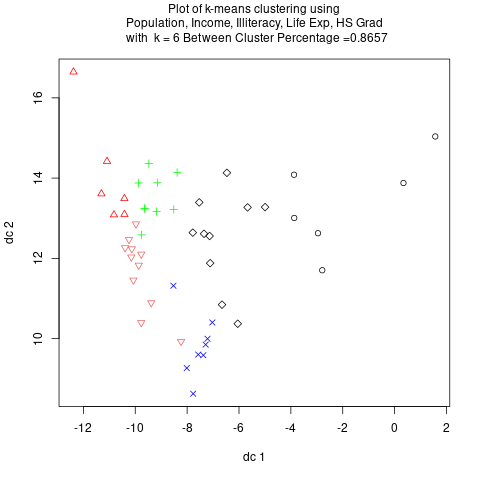 Plot of k-means clustering using
Population, Income, Illiteracy, Life Exp, HS Grad
with  k = 6 Between Cluster Percentage =0.8657
16
14
12
10
dc 2
-12 -10 -8 -6 -4 -2 0 2
dc 1